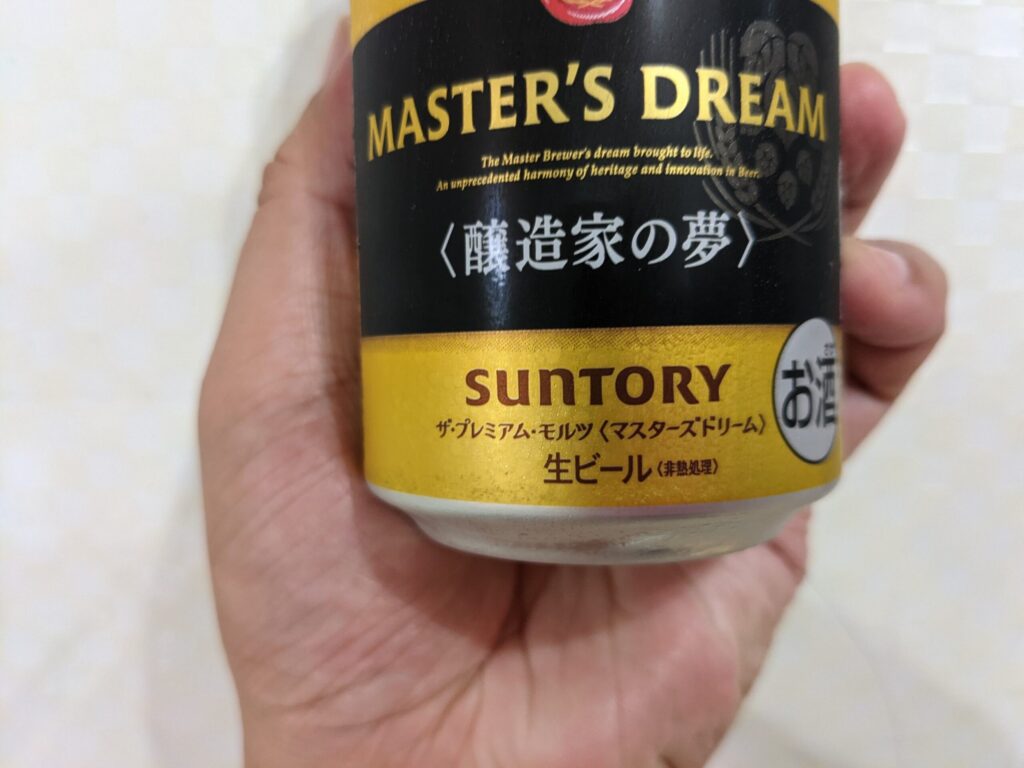 MASTER'S DREAM
The Master Brewer's dream brought to life.
An unprecedented harmony of heritage and innovation in Beer.
〈醸造家の夢〉
SUNTORY
ザ・プレミアム・モルツ〈マスターズドリーム〉
生ビール〈非熱処理〉
お酒